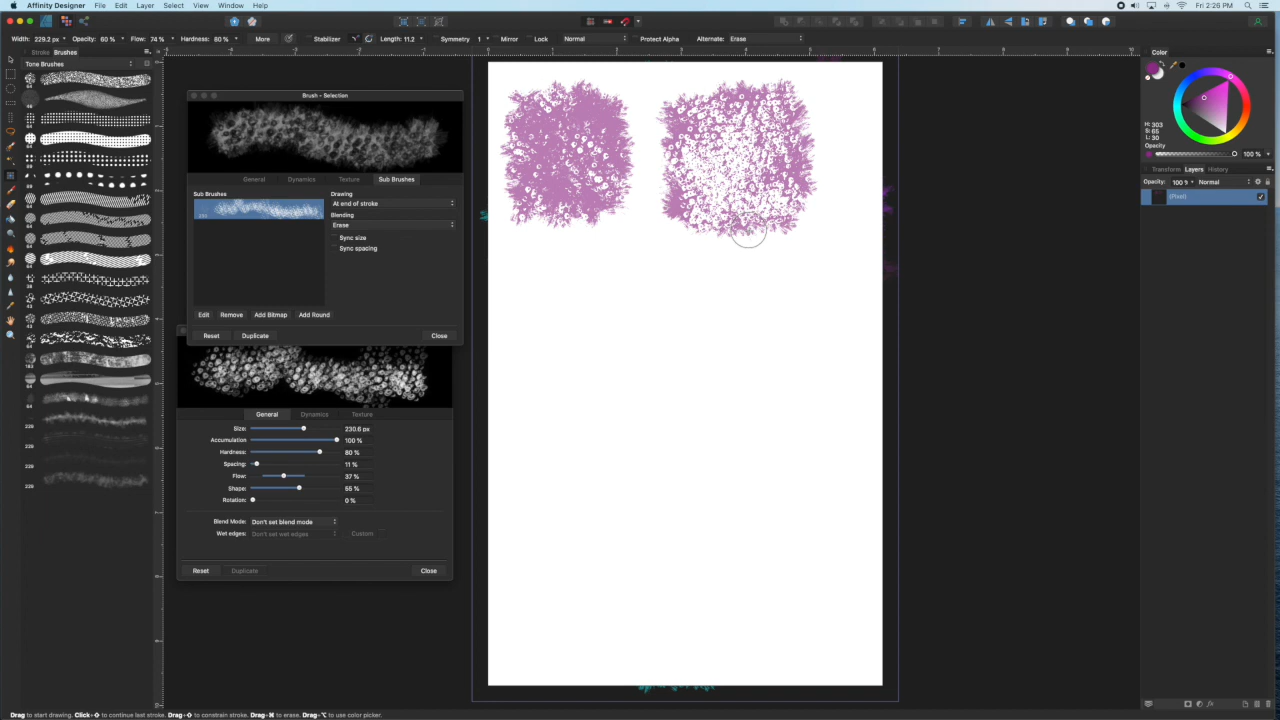 Affinity Designer File Edit Layer Select View Window Help
Fri 2:26 PM
Width: 229.2 px Opacity: 60 % Flow: 74 % Hardness: 80 % More Stabilizer Length: 11.2 Symmetry 1 Mirror Lock Normal Protect Alpha Alternate: Erase
Stroke Brushes
Tone Brushes
Brush - Selection
General Dynamics Texture Sub Brushes
Sub Brushes
Drawing
At end of stroke
Blending
Erase
Sync size
Sync spacing
Edit Remove Add Bitmap Add Round
Reset Duplicate Close
General Dynamics Texture
Size: 230.6 px
Accumulation 100 %
Hardness: 80 %
Spacing: 11 %
Flow: 37 %
Shape: 55 %
Rotation: 0 %
Blend Mode: Don't set blend mode
Wet edges: Don't set wet edges Custom
Reset Duplicate Close
Color
H: 303
S: 65
L: 30
Opacity
100 %
Transform Layers History
Opacity: 100 % Normal
(Pixel)
Drag to start drawing. Click+⇧ to continue last stroke. Drag+⇧ to constrain stroke. Drag+⌘ to erase. Drag+⌥ to use color picker.